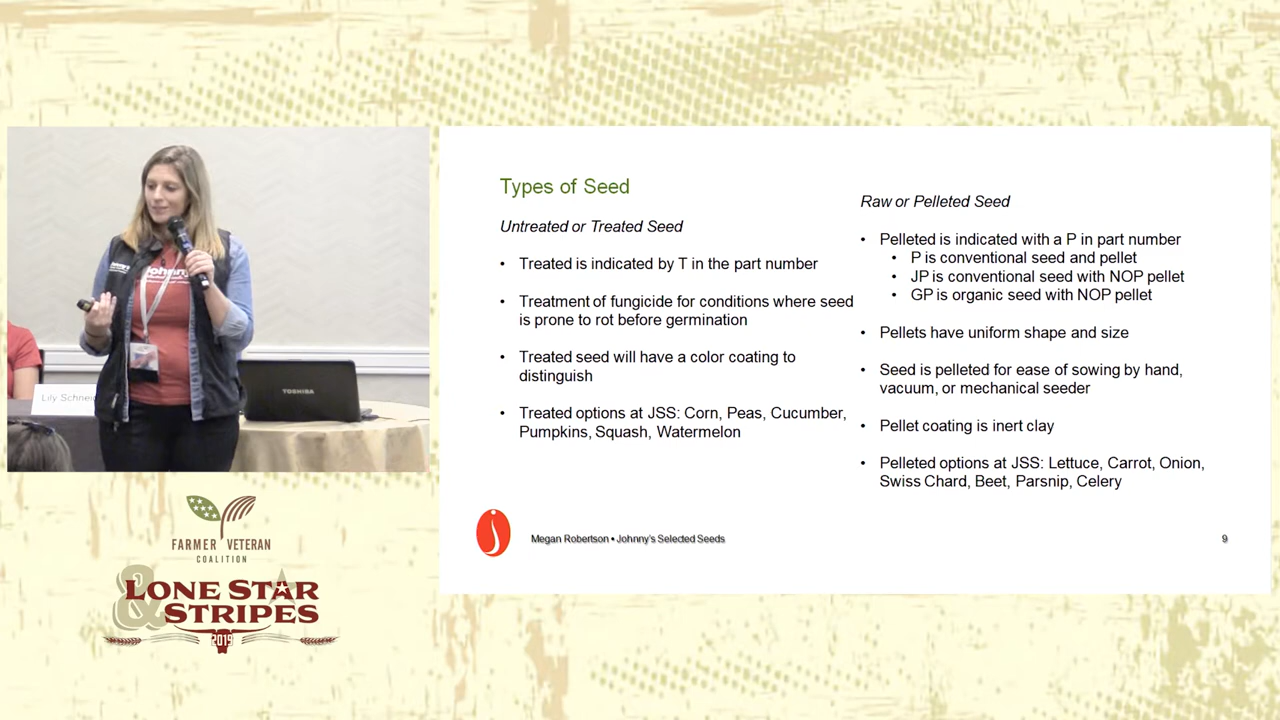 Types of Seed
Untreated or Treated Seed
• Treated is indicated by T in the part number
• Treatment of fungicide for conditions where seed
is prone to rot before germination
• Treated seed will have a color coating to
distinguish
• Treated options at JSS: Corn, Peas, Cucumber,
Pumpkins, Squash, Watermelon
Raw or Pelleted Seed
• Pelleted is indicated with a P in part number
• P is conventional seed and pellet
• JP is conventional seed with NOP pellet
• GP is organic seed with NOP pellet
• Pellets have uniform shape and size
• Seed is pelleted for ease of sowing by hand,
vacuum, or mechanical seeder
• Pellet coating is inert clay
• Pelleted options at JSS: Lettuce, Carrot, Onion,
Swiss Chard, Beet, Parsnip, Celery
Megan Robertson • Johnny's Selected Seeds
9
TOSHIBA
Lily
FARMER VETERAN
COALITION
LONE STAR
& STRIPES
2019